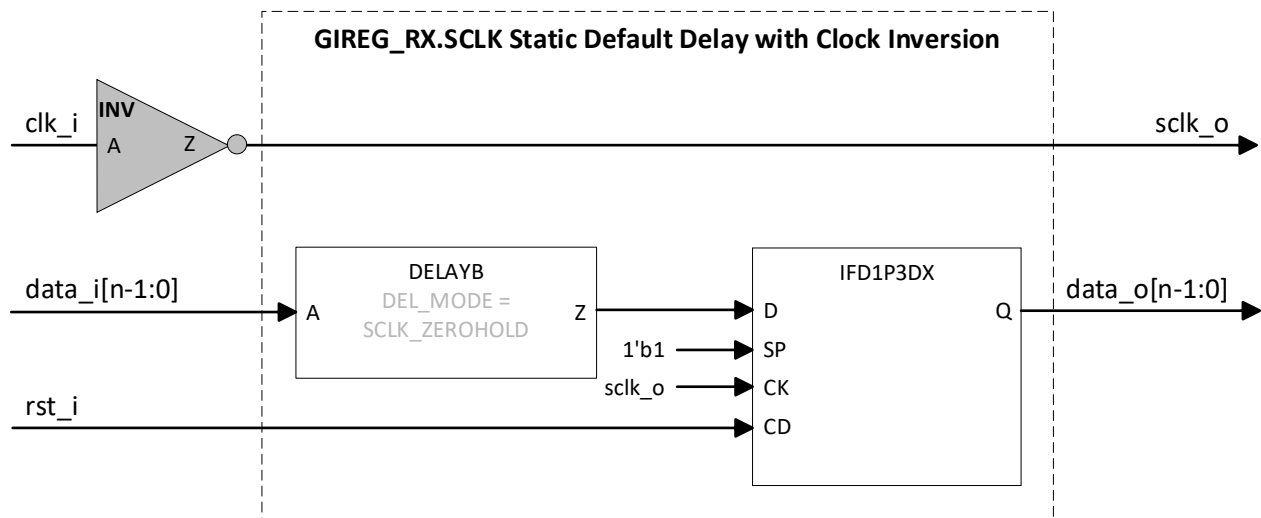 GIREG_RX.SCLK Static Default Delay with Clock Inversion
clk_i
INV
A
Z
sclk_o
data_i[n-1:0]
DELAYB
DEL_MODE =
SCLK_ZEROHOLD
A
Z
IFD1P3DX
D
Q
data_o[n-1:0]
1'b1
SP
sclk_o
CK
rst_i
CD